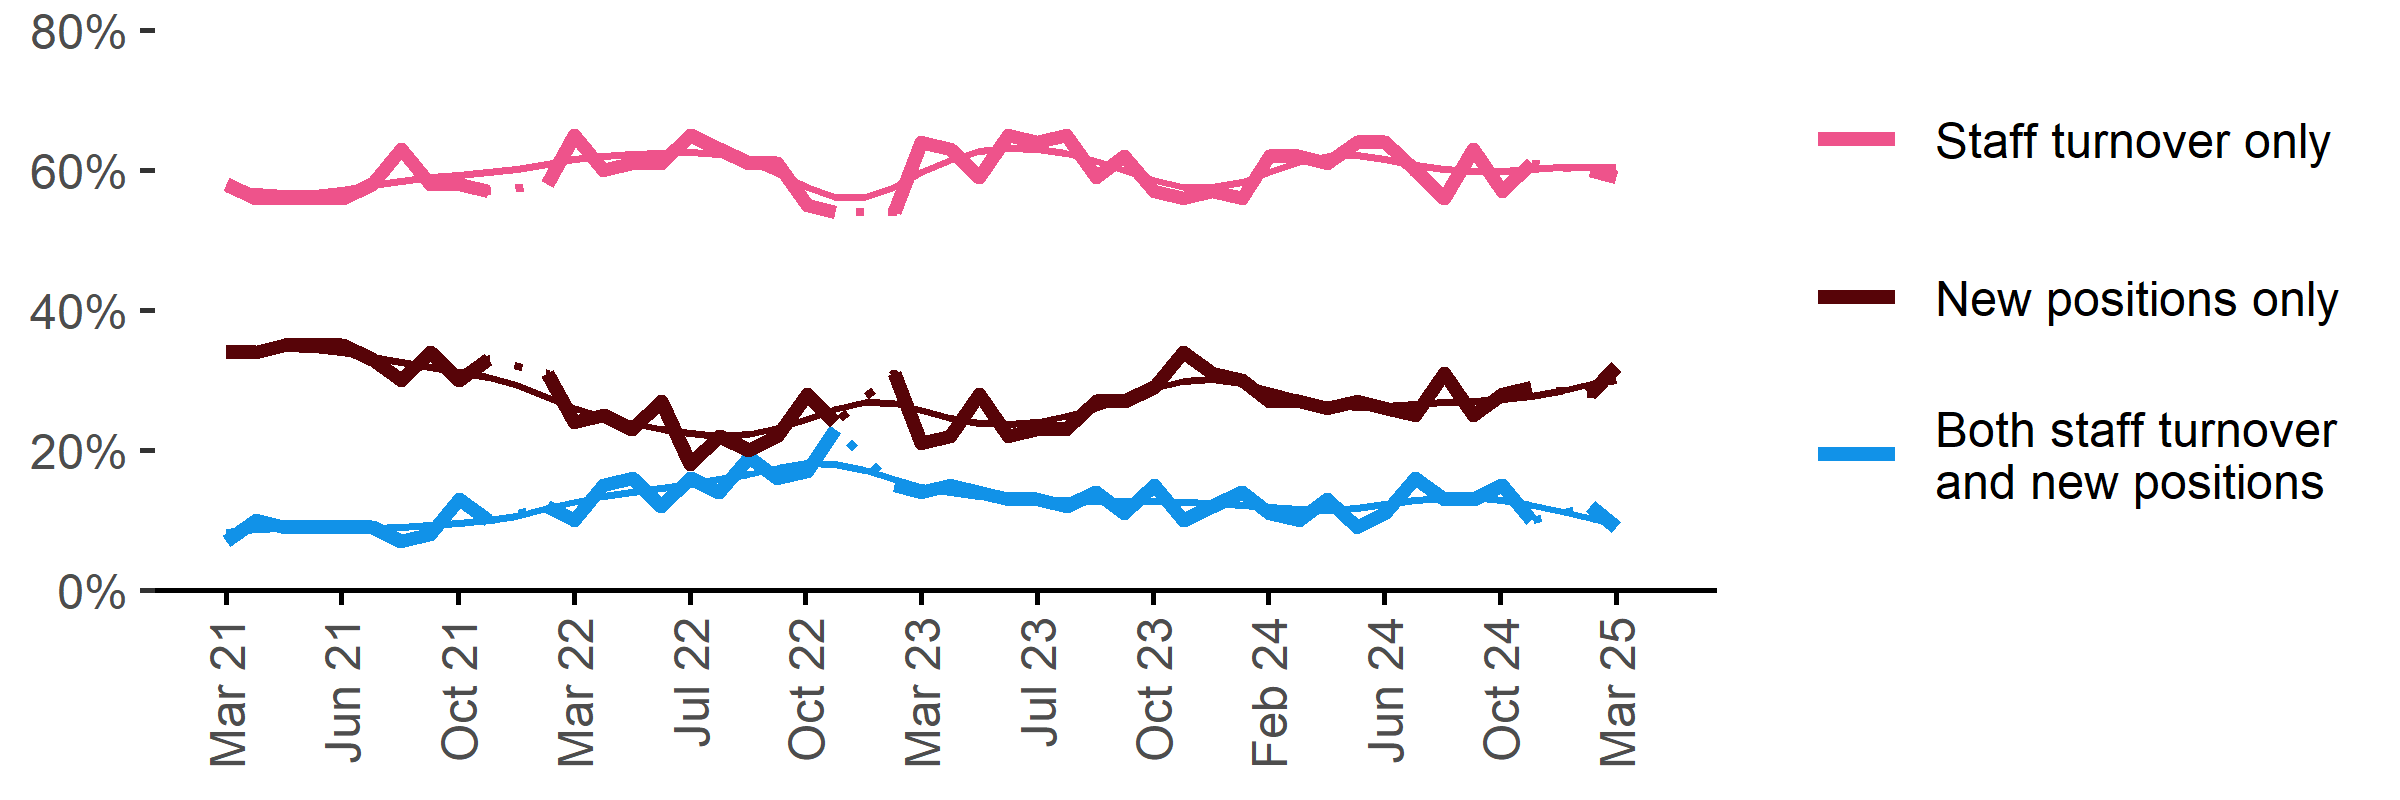 80%
60%
40%
20%
0%
Mar 21
Jun 21
Oct 21
Mar 22
Jul 22
Oct 22
Mar 23
Jul 23
Oct 23
Feb 24
Jun 24
Oct 24
Mar 25
Staff turnover only
New positions only
Both staff turnover
and new positions